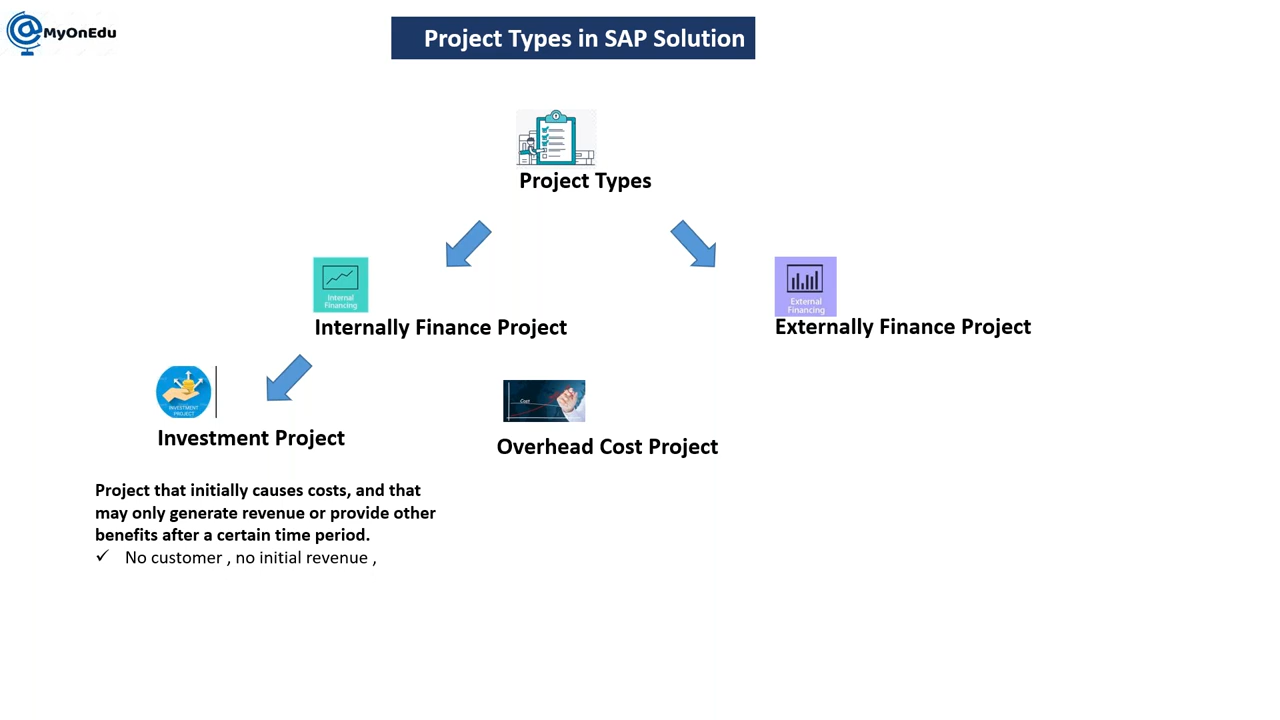 MyOnEdu
Project Types in SAP Solution
Project Types
Internal
Financing
External
Financing
Internally Finance Project
Externally Finance Project
INVESTMENT
PROJECT
Cost
Investment Project
Overhead Cost Project
Project that initially causes costs, and that
may only generate revenue or provide other
benefits after a certain time period.
✓ No customer , no initial revenue ,